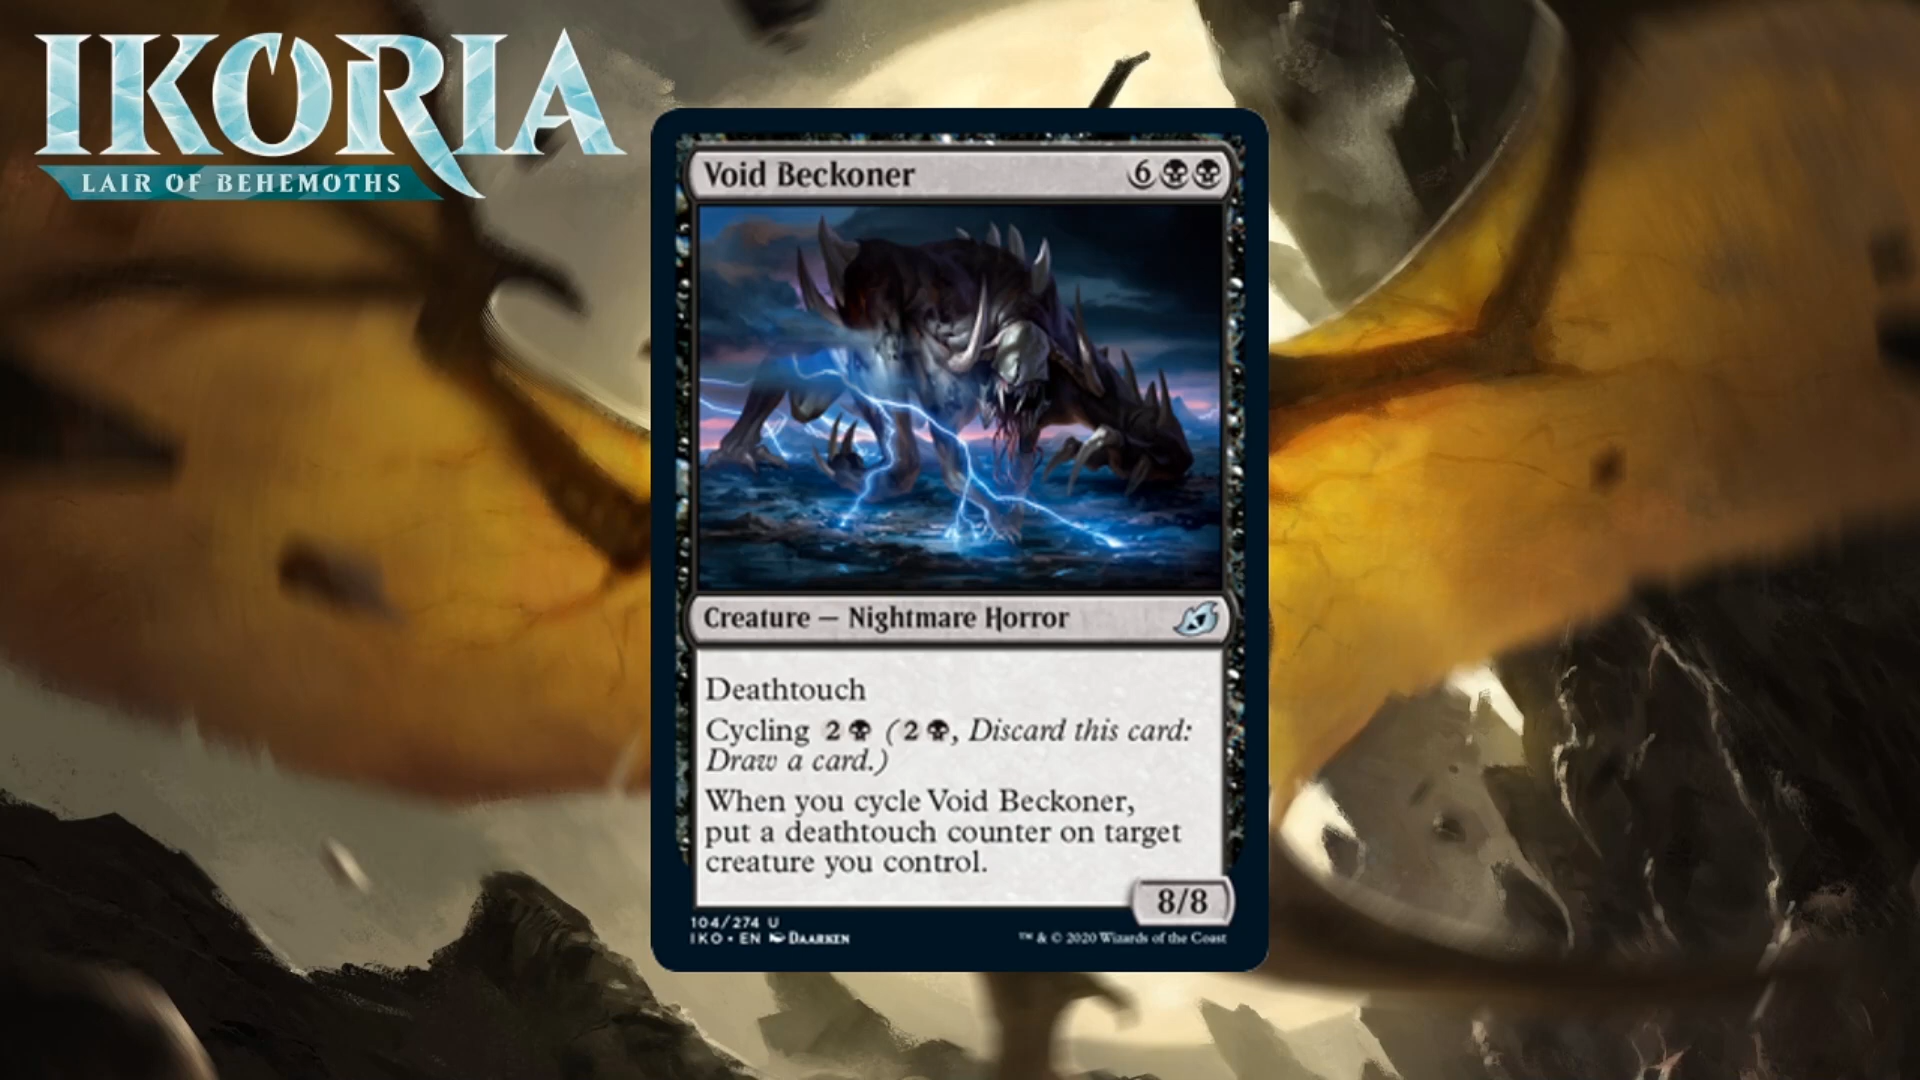 IKORIA
LAIR OF BEHEMOTHS
Void Beckoner 6
Creature — Nightmare Horror
Deathtouch
Cycling 2 (2, Discard this card:
Draw a card.)
When you cycle Void Beckoner,
put a deathtouch counter on target
creature you control.
8/8
104/274 U
IKO • EN DAARKEN
™ & © 2020 Wizards of the Coast